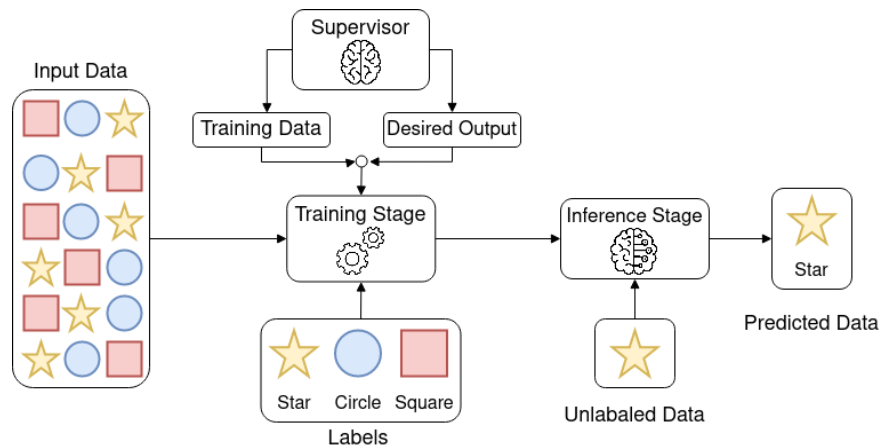 Supervisor
Input Data
Training Data
Desired Output
Training Stage
Inference Stage
Star
Predicted Data
Star Circle Square
Labels
Unlabaled Data